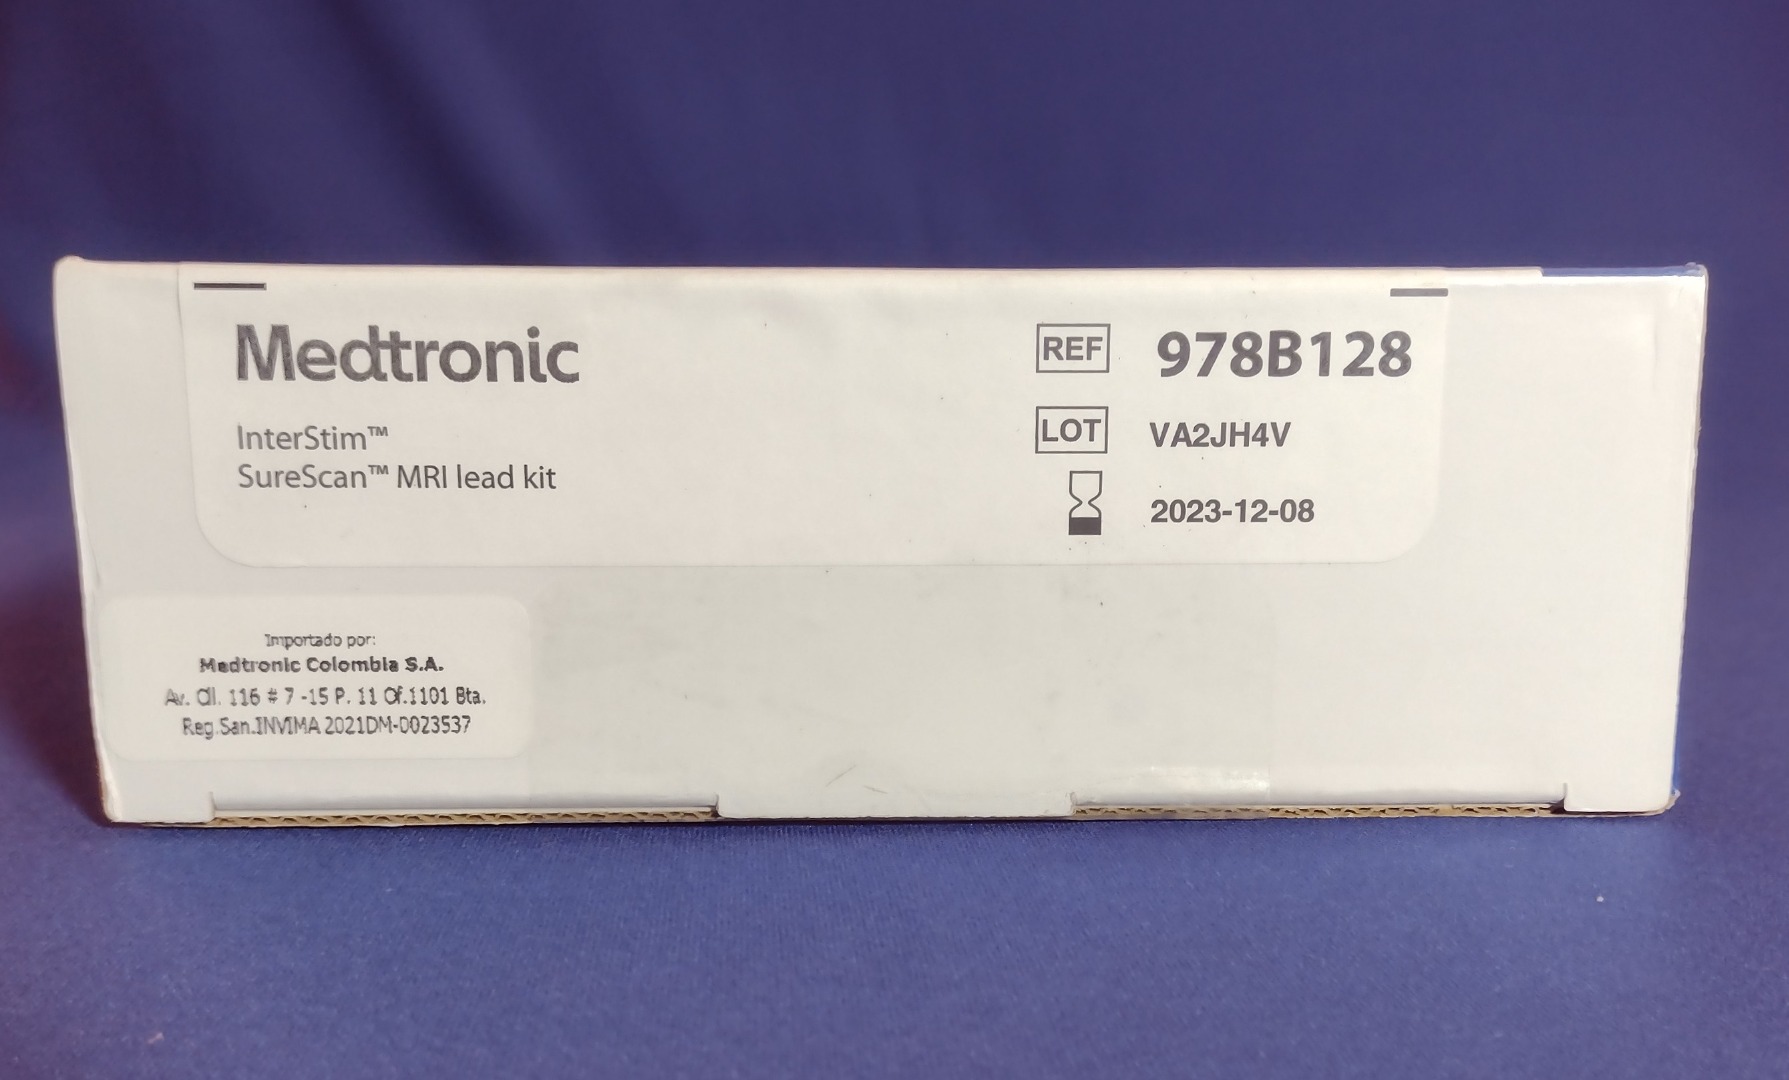 Medtronic
InterStim™
SureScan™ MRI lead kit
REF 978B128
LOT VA2JH4V
2023-12-08
Importado por:
Medtronic Colombia S.A.
Av. Cll. 116 # 7 -15 P. 11 Of.1101 Bta.
Reg.San.INVIMA 2021DM-0023537